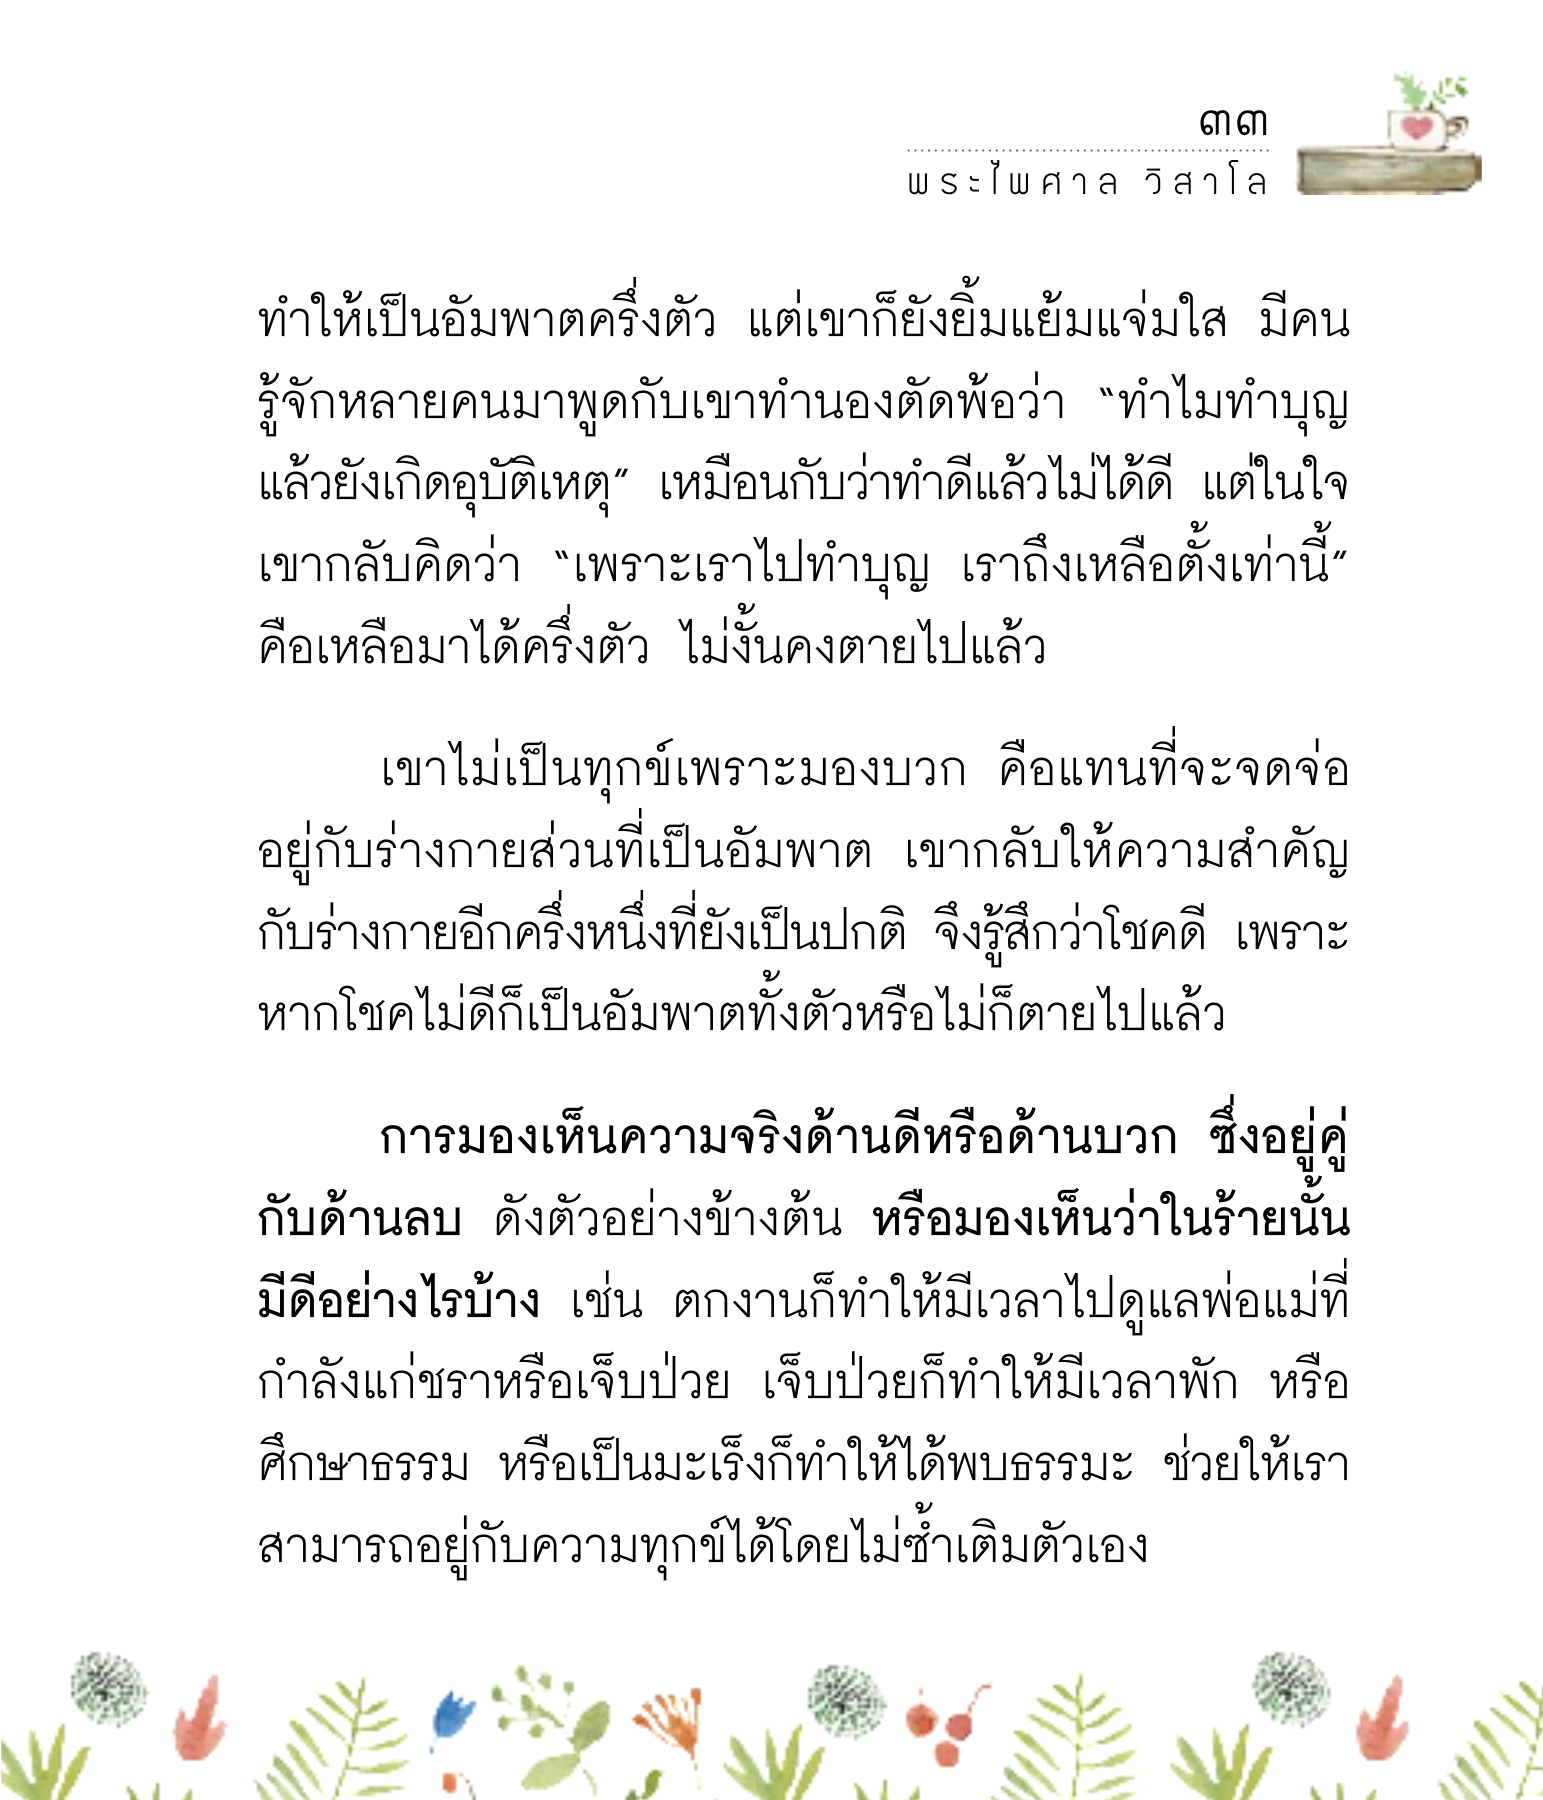 ๓๓
พระไพศาล วิสาโล
ทำให้เป็นอัมพาตครึ่งตัว แต่เขาก็ยังยิ้มแย้มแจ่มใส มีคน
รู้จักหลายคนมาพูดกับเขาทำนองตัดพ้อว่า “ทำไมทำบุญ
แล้วยังเกิดอุบัติเหตุ” เหมือนกับว่าทำดีแล้วไม่ได้ดี แต่ในใจ
เขากลับคิดว่า “เพราะเราไปทำบุญ เราถึงเหลือตั้งเท่านี้”
คือเหลือมาได้ครึ่งตัว ไม่งั้นคงตายไปแล้ว
เขาไม่เป็นทุกข์เพราะมองบวก คือแทนที่จะจดจ่อ
อยู่กับร่างกายส่วนที่เป็นอัมพาต เขากลับให้ความสำคัญ
กับร่างกายอีกครึ่งหนึ่งที่ยังเป็นปกติ จึงรู้สึกว่าโชคดี เพราะ
หากโชคไม่ดีก็เป็นอัมพาตทั้งตัวหรือไม่ก็ตายไปแล้ว
การมองเห็นความจริงด้านดีหรือด้านบวก ซึ่งอยู่คู่
กับด้านลบ ดังตัวอย่างข้างต้น หรือมองเห็นว่าในร้ายนั้น
มีดีอย่างไรบ้าง เช่น ตกงานก็ทำให้มีเวลาไปดูแลพ่อแม่ที่
กำลังแก่ชราหรือเจ็บป่วย เจ็บป่วยก็ทำให้มีเวลาพัก หรือ
ศึกษาธรรม หรือเป็นมะเร็งก็ทำให้ได้พบธรรมะ ช่วยให้เรา
สามารถอยู่กับความทุกข์ได้โดยไม่ซ้ำเติมตัวเอง